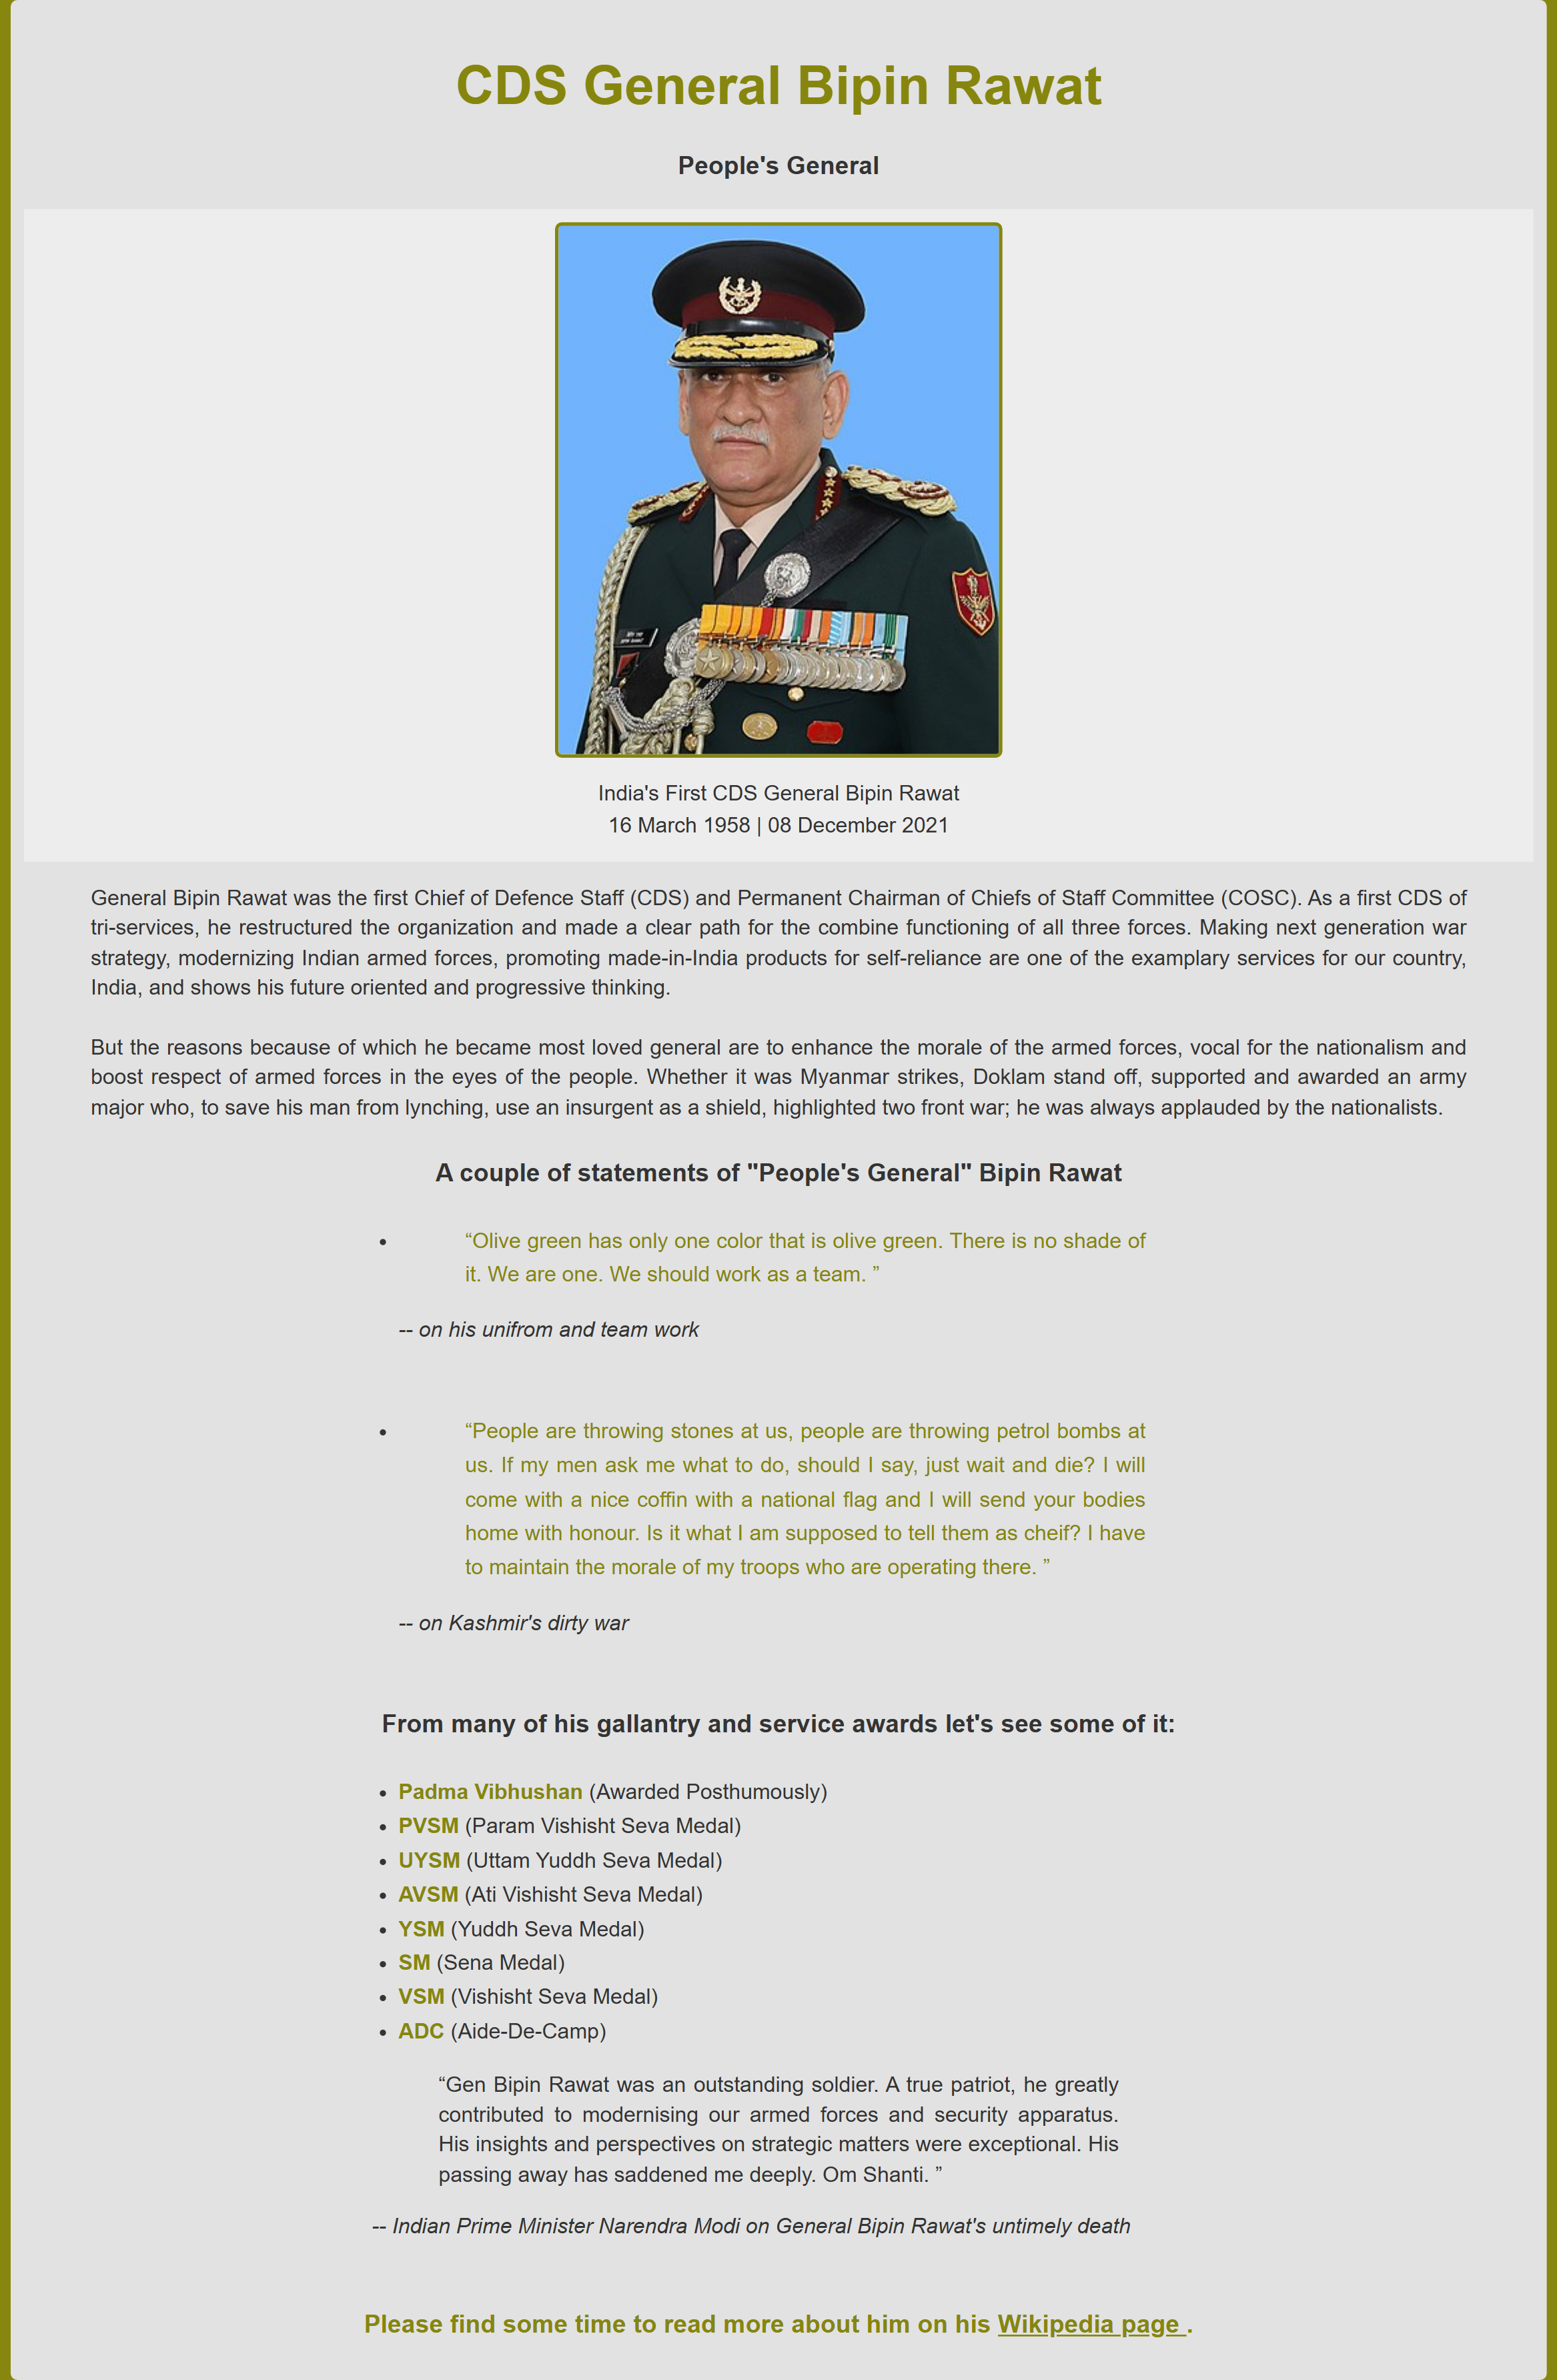 CDS General Bipin Rawat
People's General
India's First CDS General Bipin Rawat
16 March 1958 | 08 December 2021
General Bipin Rawat was the first Chief of Defence Staff (CDS) and Permanent Chairman of Chiefs of Staff Committee (COSC). As a first CDS of
tri-services, he restructured the organization and made a clear path for the combine functioning of all three forces. Making next generation war
strategy, modernizing Indian armed forces, promoting made-in-India products for self-reliance are one of the examplary services for our country,
India, and shows his future oriented and progressive thinking.
But the reasons because of which he became most loved general are to enhance the morale of the armed forces, vocal for the nationalism and
boost respect of armed forces in the eyes of the people. Whether it was Myanmar strikes, Doklam stand off, supported and awarded an army
major who, to save his man from lynching, use an insurgent as a shield, highlighted two front war; he was always applauded by the nationalists.
A couple of statements of "People's General" Bipin Rawat
• “Olive green has only one color that is olive green. There is no shade of
it. We are one. We should work as a team. ”
-- on his unifrom and team work
• “People are throwing stones at us, people are throwing petrol bombs at
us. If my men ask me what to do, should I say, just wait and die? I will
come with a nice coffin with a national flag and I will send your bodies
home with honour. Is it what I am supposed to tell them as cheif? I have
to maintain the morale of my troops who are operating there. ”
-- on Kashmir's dirty war
From many of his gallantry and service awards let's see some of it:
• Padma Vibhushan (Awarded Posthumously)
• PVSM (Param Vishisht Seva Medal)
• UYSM (Uttam Yuddh Seva Medal)
• AVSM (Ati Vishisht Seva Medal)
• YSM (Yuddh Seva Medal)
• SM (Sena Medal)
• VSM (Vishisht Seva Medal)
• ADC (Aide-De-Camp)
“Gen Bipin Rawat was an outstanding soldier. A true patriot, he greatly
contributed to modernising our armed forces and security apparatus.
His insights and perspectives on strategic matters were exceptional. His
passing away has saddened me deeply. Om Shanti. ”
-- Indian Prime Minister Narendra Modi on General Bipin Rawat's untimely death
Please find some time to read more about him on his Wikipedia page .